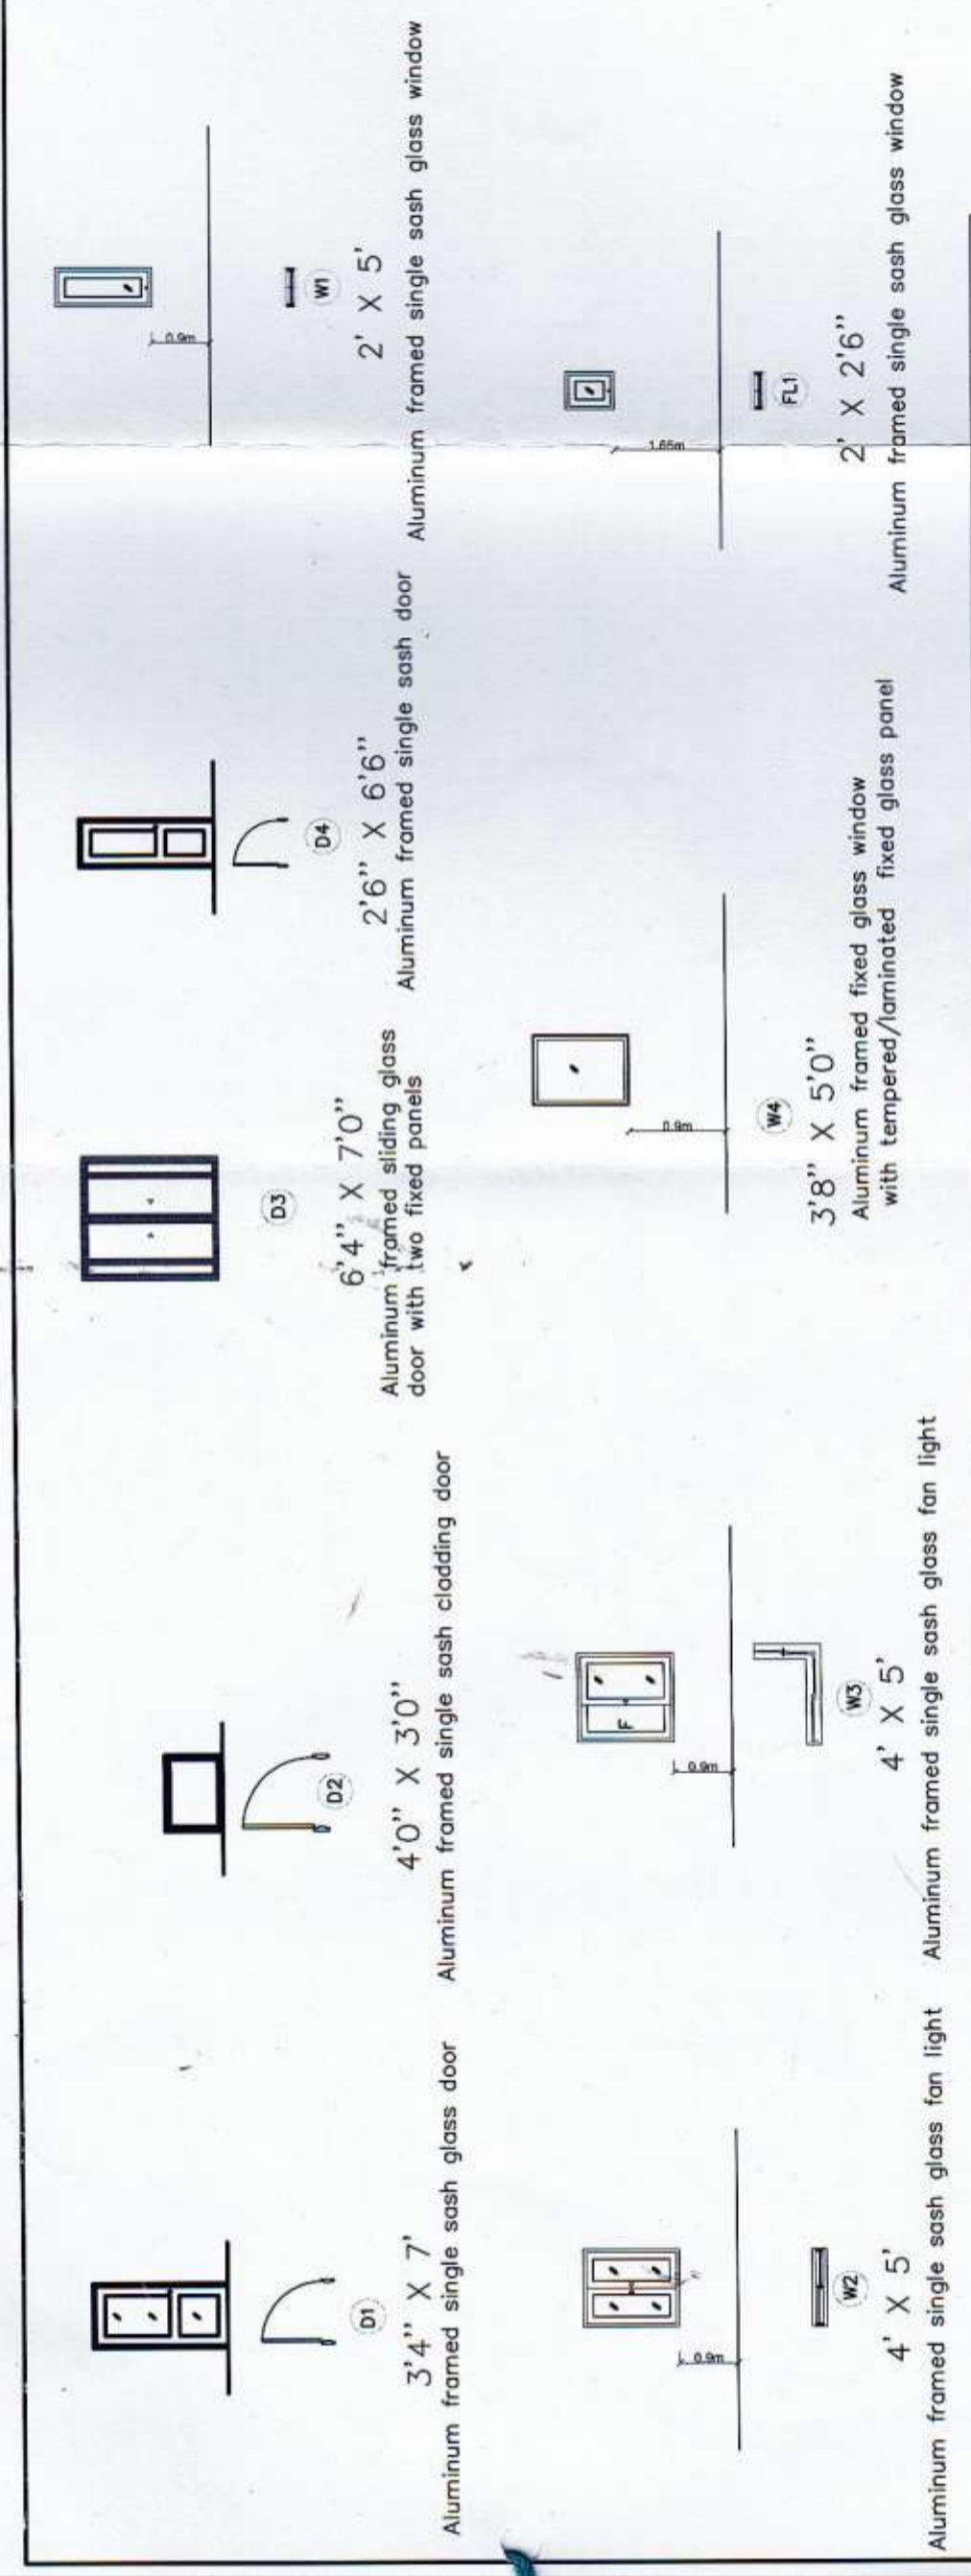 D1
3'4" X 7'
Aluminum framed single sash glass door
D2
4'0" X 3'0"
Aluminum framed single sash cladding door
D3
6'4" X 7'0"
Aluminum framed sliding glass
door with two fixed panels
D4
2'6" X 6'6"
Aluminum framed single sash door
0.9m
W1
2' X 5'
Aluminum framed single sash glass window
0.9m
W2
4' X 5'
Aluminum framed single sash glass fan light
F
0.9m
W3
4' X 5'
Aluminum framed single sash glass fan light
0.9m
W4
3'8" X 5'0"
Aluminum framed fixed glass window
with tempered/laminated fixed glass panel
1.65m
FL1
2' X 2'6"
Aluminum framed single sash glass window